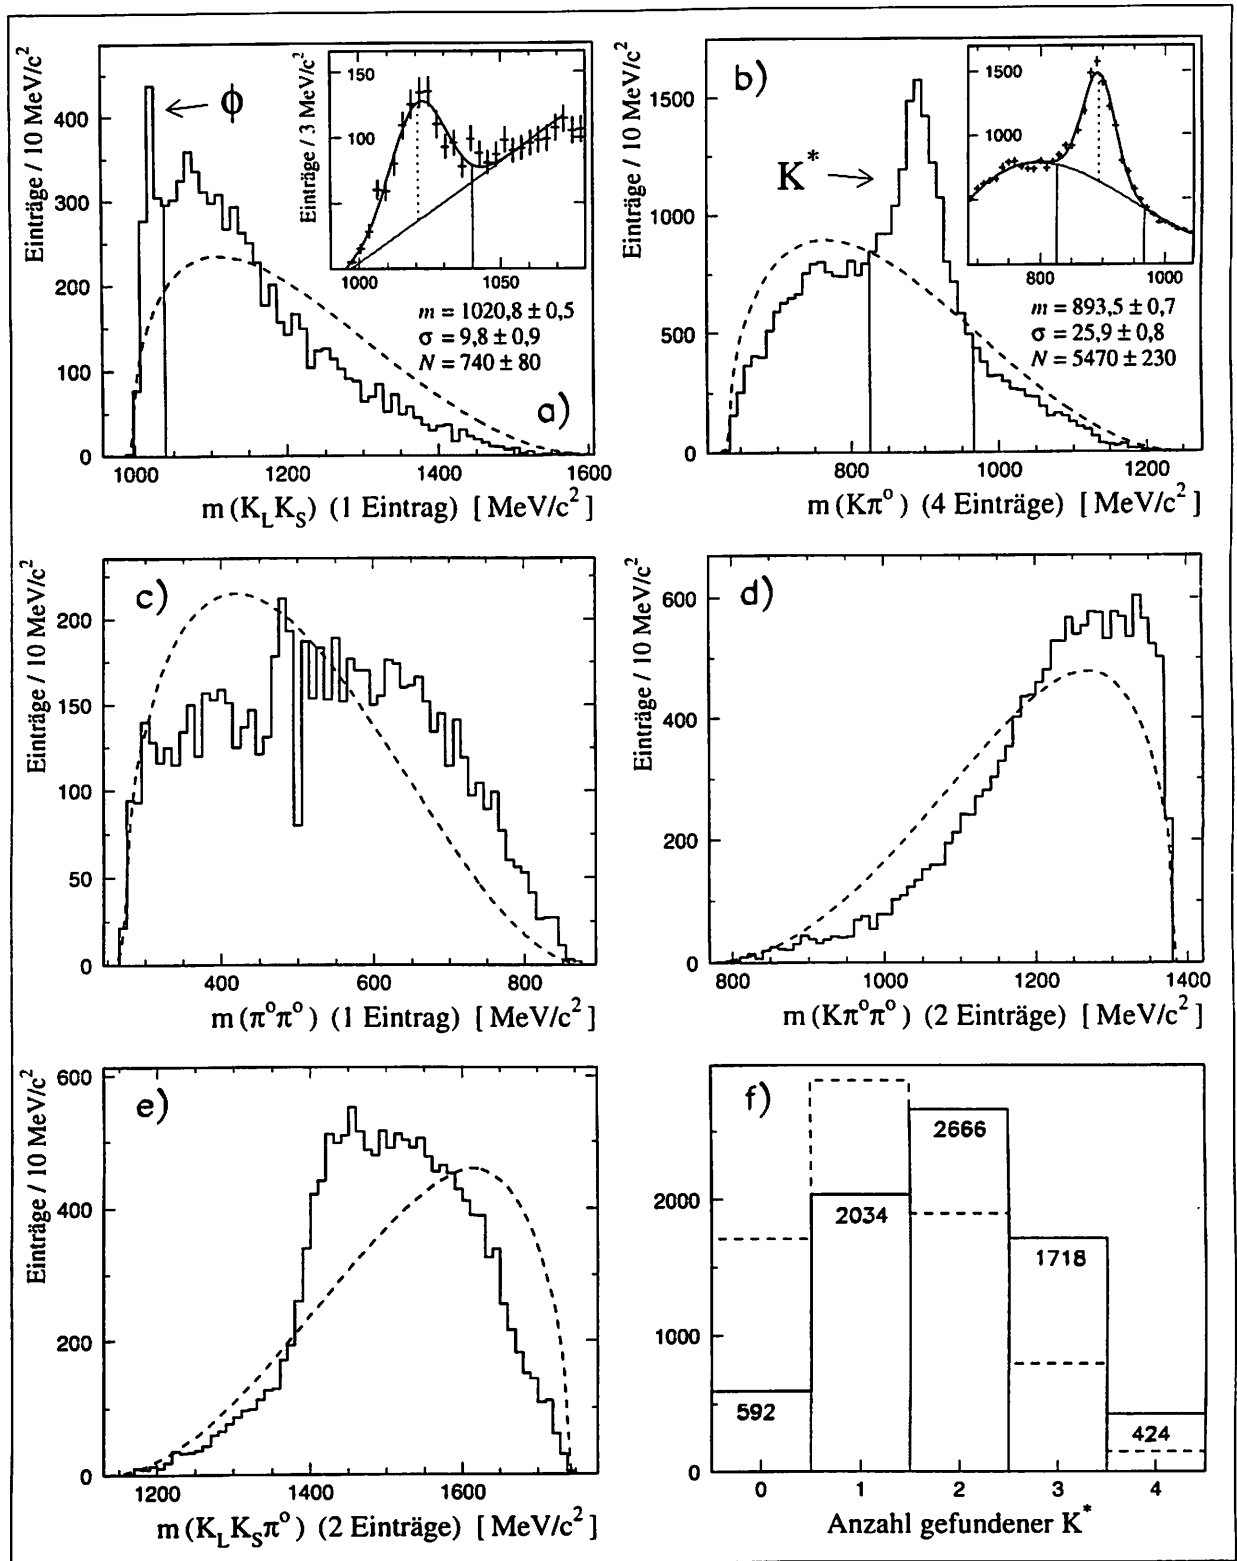 Einträge / 10 MeV/c²
400
300
200
100
0
ϕ
Einträge / 3 MeV/c²
150
100
1000
1050
m = 1020,8 ± 0,5
σ = 9,8 ± 0,9
N = 740 ± 80
a)
1000
1200
1400
1600
m (K_L K_S) (1 Eintrag) [ MeV/c² ]
Einträge / 10 MeV/c²
1500
1000
500
0
b)
K*
1500
1000
800
1000
m = 893,5 ± 0,7
σ = 25,9 ± 0,8
N = 5470 ± 230
800
1000
1200
m (Kπ°) (4 Einträge) [ MeV/c² ]
Einträge / 10 MeV/c²
200
150
100
50
0
c)
400
600
800
m (π°π°) (1 Eintrag) [ MeV/c² ]
Einträge / 10 MeV/c²
600
400
200
0
d)
800
1000
1200
1400
m (Kπ°π°) (2 Einträge) [ MeV/c² ]
Einträge / 10 MeV/c²
600
400
200
0
e)
1200
1400
1600
m (K_L K_S π°) (2 Einträge) [ MeV/c² ]
2000
1000
0
f)
592
2034
2666
1718
424
0
1
2
3
4
Anzahl gefundener K*